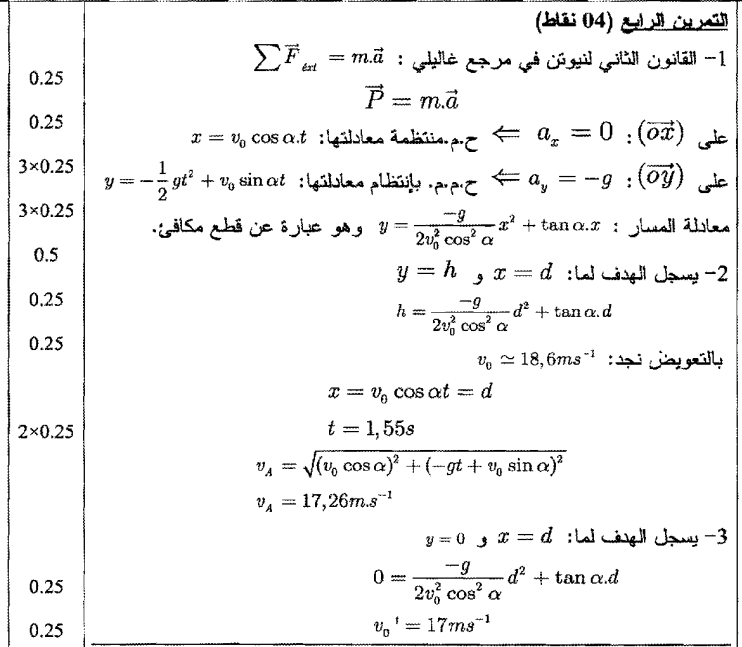 التمرين الرابع (04 نقاط)
1- القانون الثاني لنيوتن في مرجع غاليلي : $\sum \vec{F}_{ext} = m.\vec{a}$
0.25
$\vec{P} = m.\vec{a}$
0.25
على $(\overrightarrow{ox})$: $a_x = 0$ ⇐ ح.م.منتظمة معادلتها: $x = v_0 \cos\alpha.t$
3×0.25
على $(\overrightarrow{oy})$: $a_y = -g$ ⇐ ح.م.م. بإنتظام معادلتها: $y = -\frac{1}{2}gt^2 + v_0 \sin\alpha t$
3×0.25
معادلة المسار : $y = \frac{-g}{2v_0^2 \cos^2\alpha}x^2 + \tan\alpha.x$ وهو عبارة عن قطع مكافئ.
0.5
2- يسجل الهدف لما: $x = d$ و $y = h$
0.25
$h = \frac{-g}{2v_0^2 \cos^2\alpha}d^2 + \tan\alpha.d$
0.25
بالتعويض نجد: $v_0 \simeq 18,6ms^{-1}$
$x = v_0 \cos\alpha t = d$
2×0.25
$t = 1,55s$
$v_A = \sqrt{(v_0 \cos\alpha)^2 + (-gt + v_0 \sin\alpha)^2}$
$v_A = 17,26m.s^{-1}$
3- يسجل الهدف لما: $x = d$ و $y = 0$
0.25
$0 = \frac{-g}{2v_0^2 \cos^2\alpha}d^2 + \tan\alpha.d$
0.25
$v_0' = 17ms^{-1}$